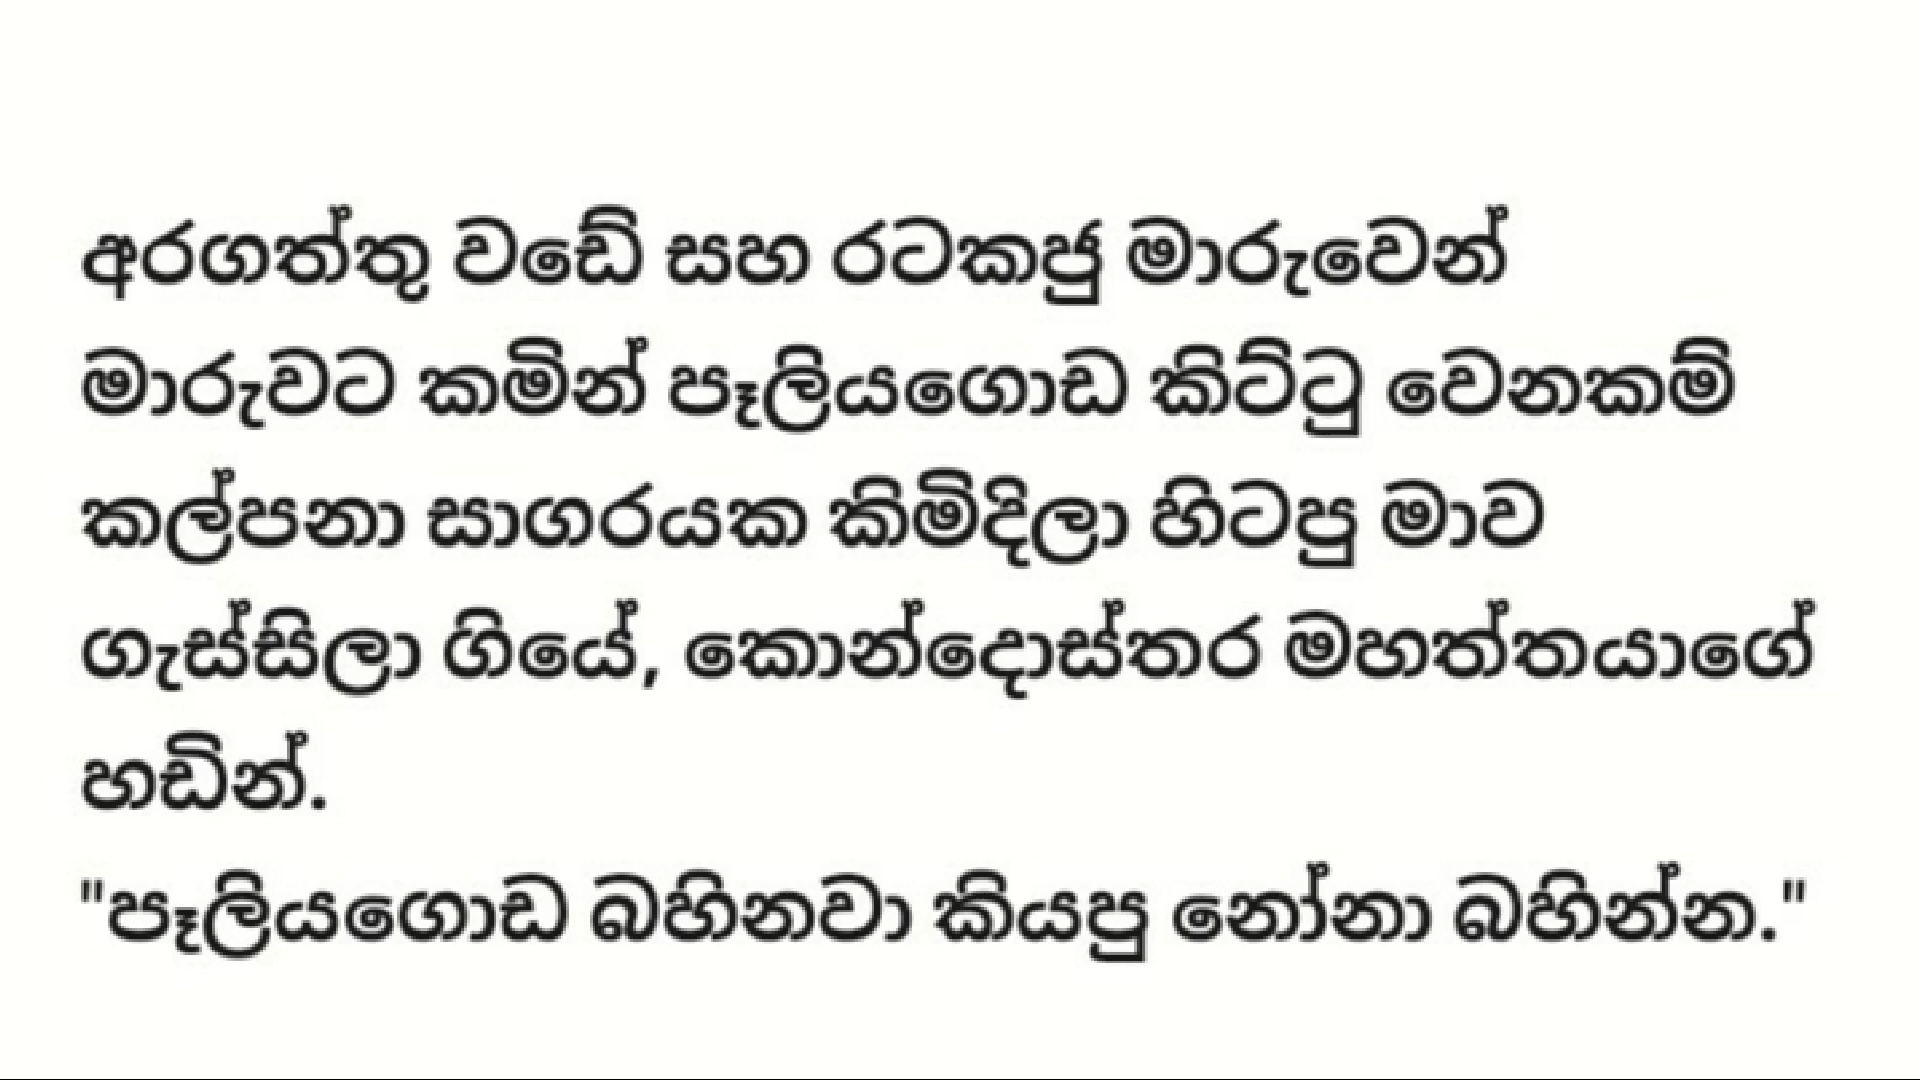 අරගත්තු වඩේ සහ රටකජු මාරුවෙන්
මාරුවට කමින් පෑලියගොඩ කිට්ටු වෙනකම්
කල්පනා සාගරයක කිමිදිලා හිටපු මාව
ගැස්සිලා ගියේ, කොන්දොස්තර මහත්තයාගේ
හඩින්.
"පෑලියගොඩ බහිනවා කියපු නෝනා බහින්න."